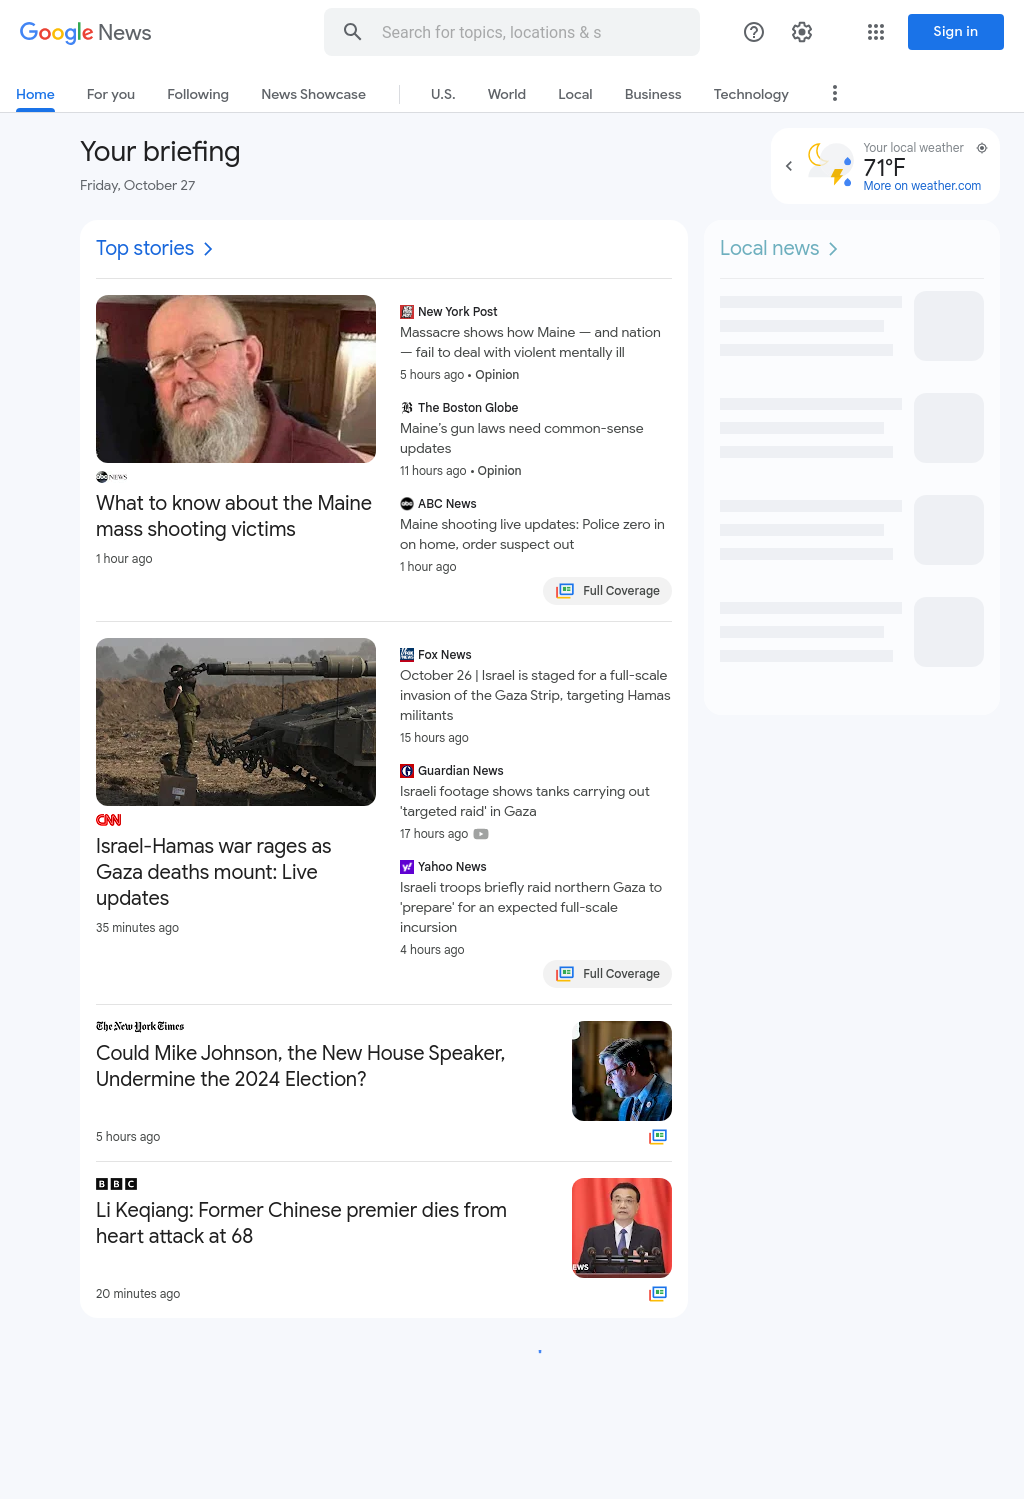 Google News
Search for topics, locations & s
Sign in
Home
For you
Following
News Showcase
U.S.
World
Local
Business
Technology
Your briefing
Friday, October 27
Your local weather
71°F
More on weather.com
Top stories
abc NEWS
What to know about the Maine
mass shooting victims
1 hour ago
New York Post
Massacre shows how Maine — and nation
— fail to deal with violent mentally ill
5 hours ago • Opinion
The Boston Globe
Maine’s gun laws need common-sense
updates
11 hours ago • Opinion
ABC News
Maine shooting live updates: Police zero in
on home, order suspect out
1 hour ago
Full Coverage
CNN
Israel-Hamas war rages as
Gaza deaths mount: Live
updates
35 minutes ago
Fox News
October 26 | Israel is staged for a full-scale
invasion of the Gaza Strip, targeting Hamas
militants
15 hours ago
Guardian News
Israeli footage shows tanks carrying out
'targeted raid' in Gaza
17 hours ago
Yahoo News
Israeli troops briefly raid northern Gaza to
'prepare' for an expected full-scale
incursion
4 hours ago
Full Coverage
The New York Times
Could Mike Johnson, the New House Speaker,
Undermine the 2024 Election?
5 hours ago
BBC
Li Keqiang: Former Chinese premier dies from
heart attack at 68
EWS
20 minutes ago
Local news